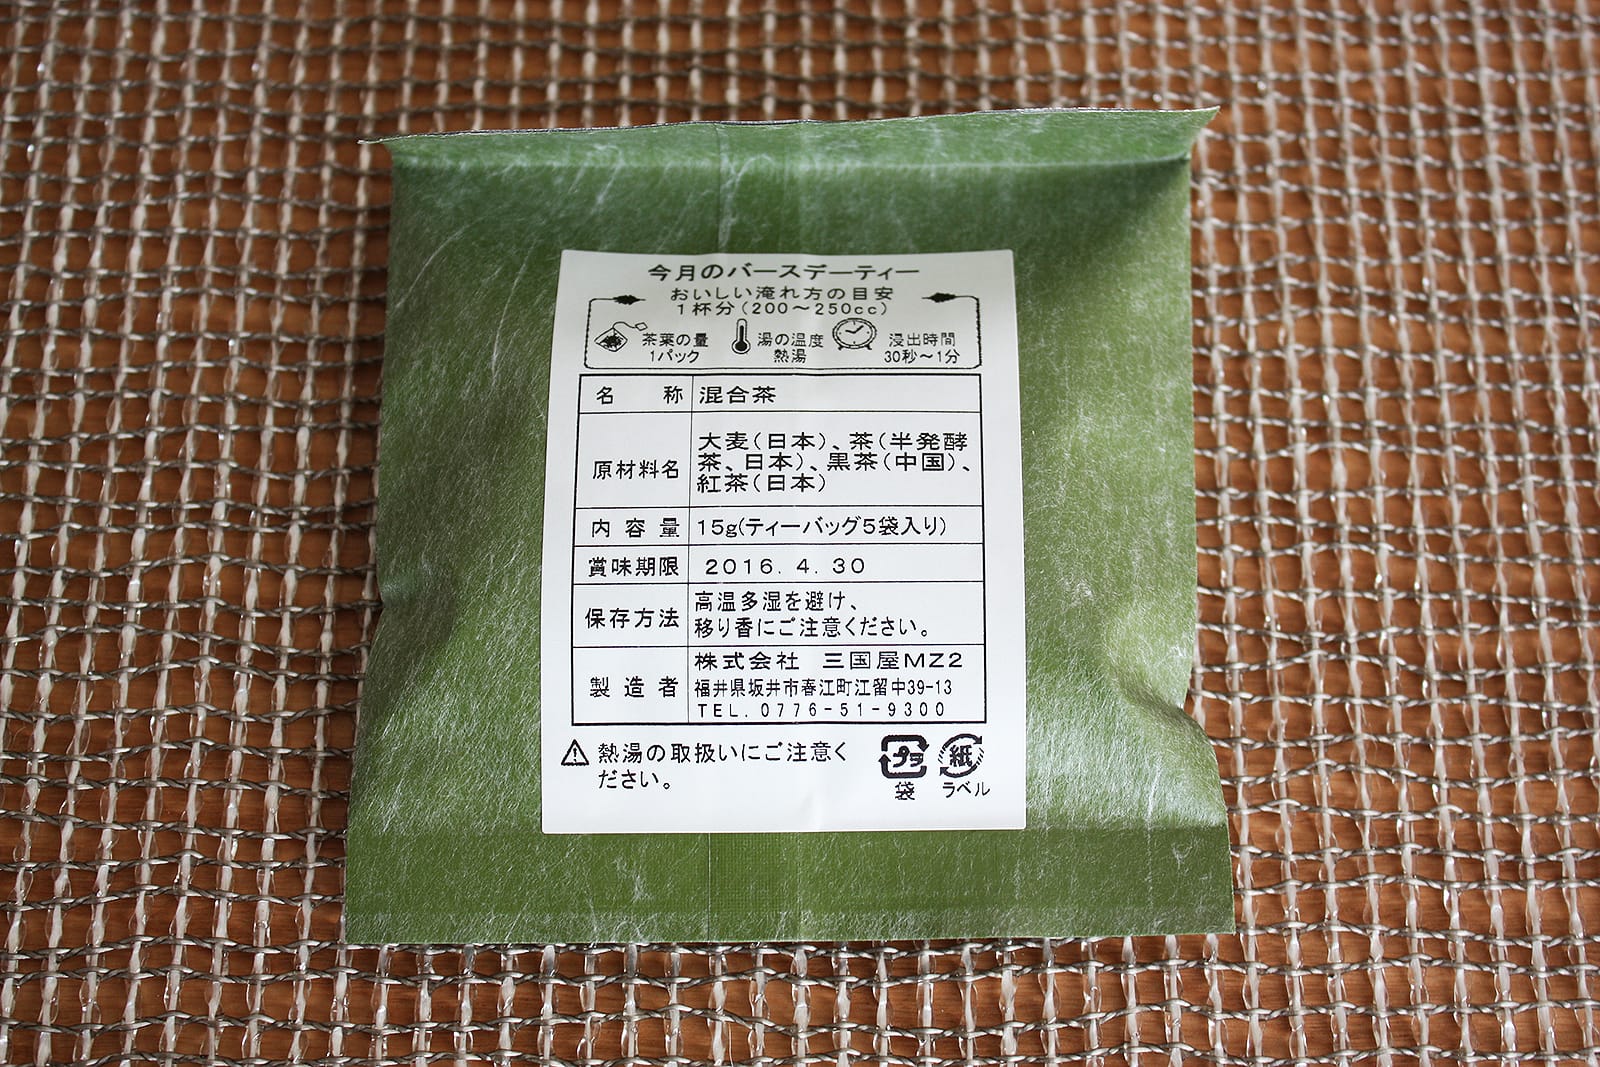 今月のバースデーティー
おいしい淹れ方の目安
1杯分(200～250cc)
茶葉の量
1パック
湯の温度
熱湯
浸出時間
30秒～1分
名 称 混合茶
原材料名 大麦(日本)、茶(半発酵
茶、日本)、黒茶(中国)、
紅茶(日本)
内容量 15g(ティーバッグ5袋入り)
賞味期限 2016. 4. 30
保存方法 高温多湿を避け、
移り香にご注意ください。
製造者 株式会社 三国屋MZ2
福井県坂井市春江町江留中39-13
TEL. 0776-51-9300
熱湯の取扱いにご注意く
ださい。
プラ
袋
紙
ラベル